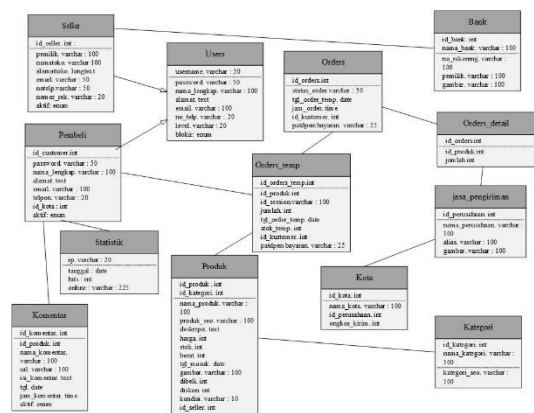 Seller
id_seller. int :
pemilik. varchar : 100
namatoko. varchar : 100
alamattoko. longtext
email. varchar : 50
notelp.varchar : 50
nomer_rek. varchar : 20
aktif: enum
Users
username. varchar : 50
password. varchar : 50
nama_lengkap. varchar : 100
alamat. text
email. varchar : 100
no_telp. varchar : 20
level. varchar : 20
blokir: enum
Orders
id_orders.int
status_order.varchar : 50
tgl_order_temp. date
jam_order. time
id_kustomer. int
patdpembayaran. varchar : 25
Bank
id_bank. int
nama_bank. varchar : 100
no_rekening. varchar : 100
pemilik. varchar : 100
gambar. varchar : 100
Pembeli
id_customer.int
password. varchar : 50
nama_lengkap. varchar : 100
alamat. text
email. varchar : 100
telpon. varchar : 20
id_kota : int
aktif: enum
Orders_temp
id_orders_temp.int
id_produk.int
id_session.varchar : 100
jumlah. int
tgl_order_temp: date
stok_temp. int
id_kustomer. int
patdpembayaran. varchar : 25
Orders_detail
id_orders.int
id_produk.int
jumlah.int
jasa_pengiriman
id_perusahaan. int
nama_perusahaan. varchar :
100
alias. varchar : 100
gambar. varchar : 100
Statistik
ip. varchar : 20
tanggal : date
hits : int
online : varchar : 225
Produk
id_produk .int
id_kategori. int
nama_produk. varchar :
100
produk_seo. varchar : 100
deskripsi. text
harga. int
stok. int
berat. int
tgl_masuk. date
gambar. varchar : 100
dibeli. int
diskon. int
kondisi. varchar : 10
id_seller. int
Kota
id_kota. int
nama_kota. varchar : 100
id_perusahaan. int
ongkos_kirim. int
Komentar
id_komentar. int
id_produk. int
nama_komentar.
varchar : 100
url. varchar : 100
isi_komentar. text
tgl. date
jam_komentar. time
aktif: enum
Kategori
id_kategori. int
nama_kategori. varchar :
100
kategori_seo. varchar :
100